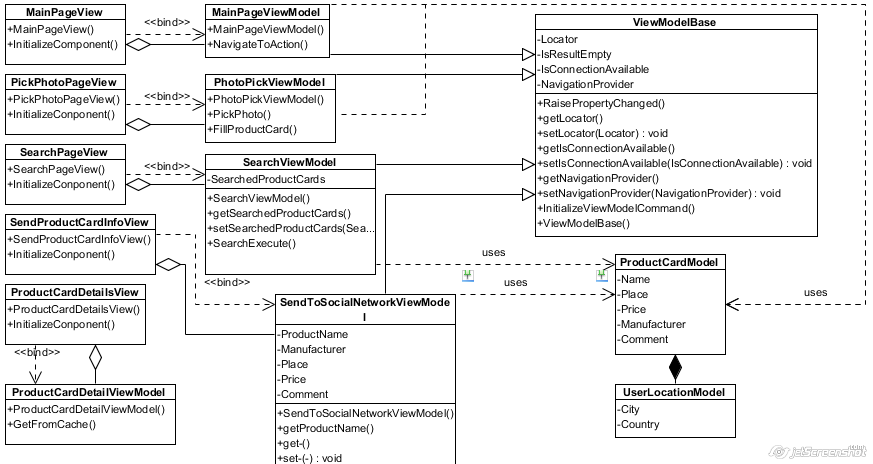 MainPageView
+MainPageView()
+InitializeComponent()
<<bind>>
MainPageViewModel
+MainPageViewModel()
+NavigateToAction()
ViewModelBase
-Locator
-IsResultEmpty
-IsConnectionAvailable
-NavigationProvider
+RaisePropertyChanged()
+getLocator()
+setLocator(Locator) : void
+getIsConnectionAvailable()
+setIsConnectionAvailable(IsConnectionAvailable) : void
+getNavigationProvider()
+setNavigationProvider(NavigationProvider) : void
+InitializeViewModelCommand()
+ViewModelBase()
PickPhotoPageView
+PickPhotoPageView()
+InitializeConponent()
<<bind>>
PhotoPickViewModel
+PhotoPickViewModel()
+PickPhoto()
+FillProductCard()
SearchPageView
+SearchPageView()
+InitializeConponent()
<<bind>>
SearchViewModel
-SearchedProductCards
+SearchViewModel()
+getSearchedProductCards()
+setSearchedProductCards(Sea...
+SearchExecute()
SendProductCardInfoView
+SendProductCardInfoView()
+InitializeConponent()
<<bind>>
uses
uses
uses
ProductCardModel
-Name
-Place
-Price
-Manufacturer
-Comment
ProductCardDetailsView
+ProductCardDetailsView()
+InitializeConponent()
<<bind>>
SendToSocialNetworkViewMode
l
-ProductName
-Manufacturer
-Place
-Price
-Comment
+SendToSocialNetworkViewModel()
+getProductName()
+get-()
+set-(-) : void
ProductCardDetailViewModel
+ProductCardDetailViewModel()
+GetFromCache()
UserLocationModel
-City
-Country
jetScreenshot
.com